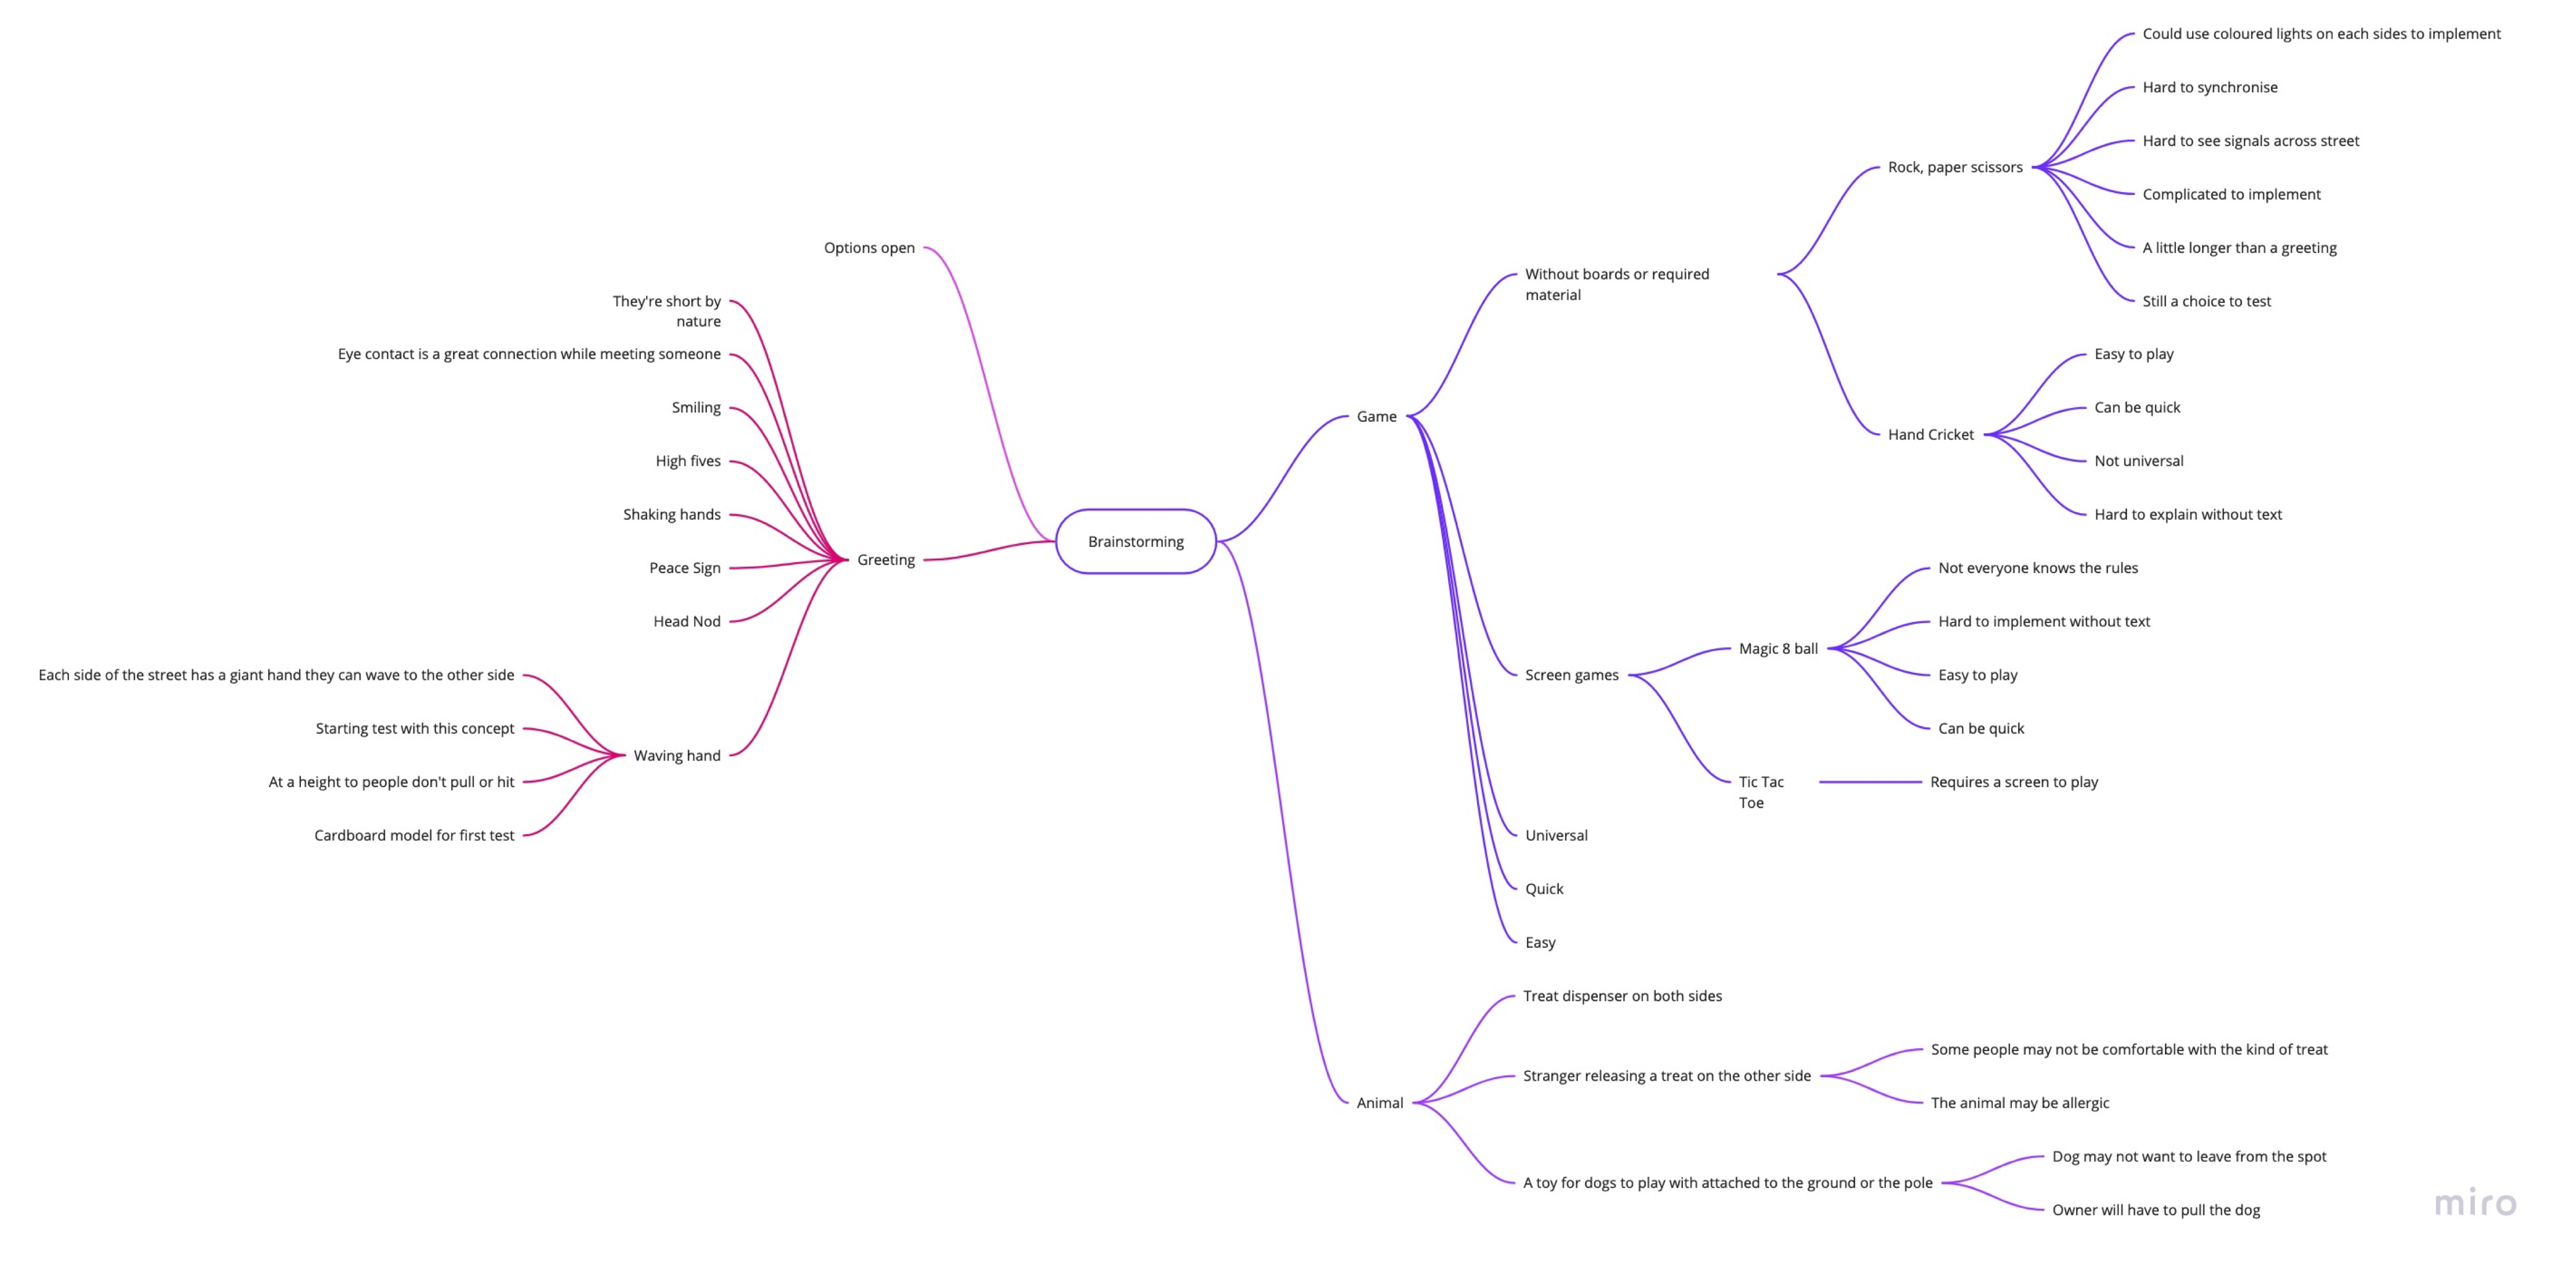 Brainstorming
Options open
Greeting
They're short by
nature
Eye contact is a great connection while meeting someone
Smiling
High fives
Shaking hands
Peace Sign
Head Nod
Waving hand
Each side of the street has a giant hand they can wave to the other side
Starting test with this concept
At a height to people don't pull or hit
Cardboard model for first test
Game
Without boards or required
material
Rock, paper scissors
Could use coloured lights on each sides to implement
Hard to synchronise
Hard to see signals across street
Complicated to implement
A little longer than a greeting
Still a choice to test
Hand Cricket
Easy to play
Can be quick
Not universal
Hard to explain without text
Screen games
Magic 8 ball
Not everyone knows the rules
Hard to implement without text
Easy to play
Can be quick
Tic Tac
Toe
Requires a screen to play
Universal
Quick
Easy
Animal
Treat dispenser on both sides
Stranger releasing a treat on the other side
Some people may not be comfortable with the kind of treat
The animal may be allergic
A toy for dogs to play with attached to the ground or the pole
Dog may not want to leave from the spot
Owner will have to pull the dog
miro